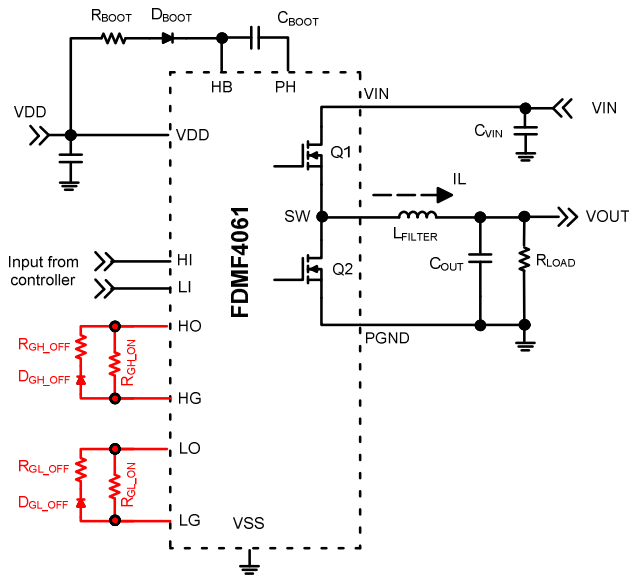 RBOOT
DBOOT
CBOOT
HB
PH
VIN
VIN
VDD
VDD
CVIN
Q1
IL
SW
VOUT
LFILTER
FDMF4061
HI
Input from
controller
LI
Q2
COUT
RLOAD
HO
PGND
RGH_OFF
RGH_ON
DGH_OFF
HG
LO
RGL_OFF
RGL_ON
DGL_OFF
LG
VSS